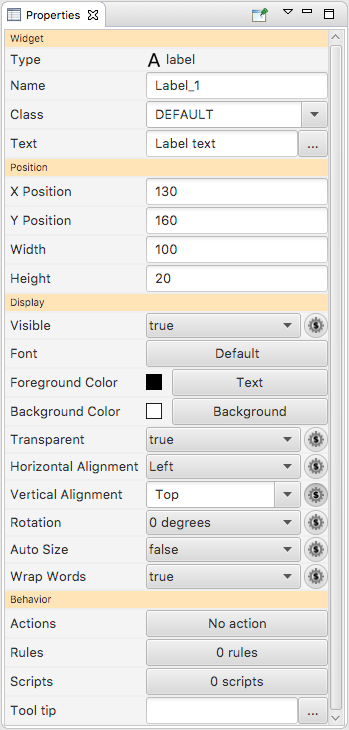 Properties
Widget
Type A label
Name Label_1
Class DEFAULT
Text Label text ...
Position
X Position 130
Y Position 160
Width 100
Height 20
Display
Visible true $
Font Default
Foreground Color Text
Background Color Background
Transparent true $
Horizontal Alignment Left $
Vertical Alignment Top $
Rotation 0 degrees $
Auto Size false $
Wrap Words true $
Behavior
Actions No action
Rules 0 rules
Scripts 0 scripts
Tool tip ...